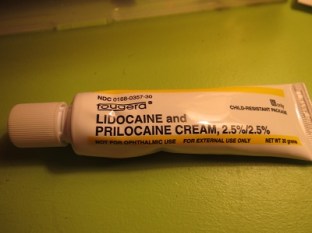 NDC 0168-0357-30
fougera®
CHILD-RESISTANT PACKAGE
LIDOCAINE and
PRILOCAINE CREAM, 2.5%/2.5%
NOT FOR OPHTHALMIC USE FOR EXTERNAL USE ONLY NET WT 30 grams